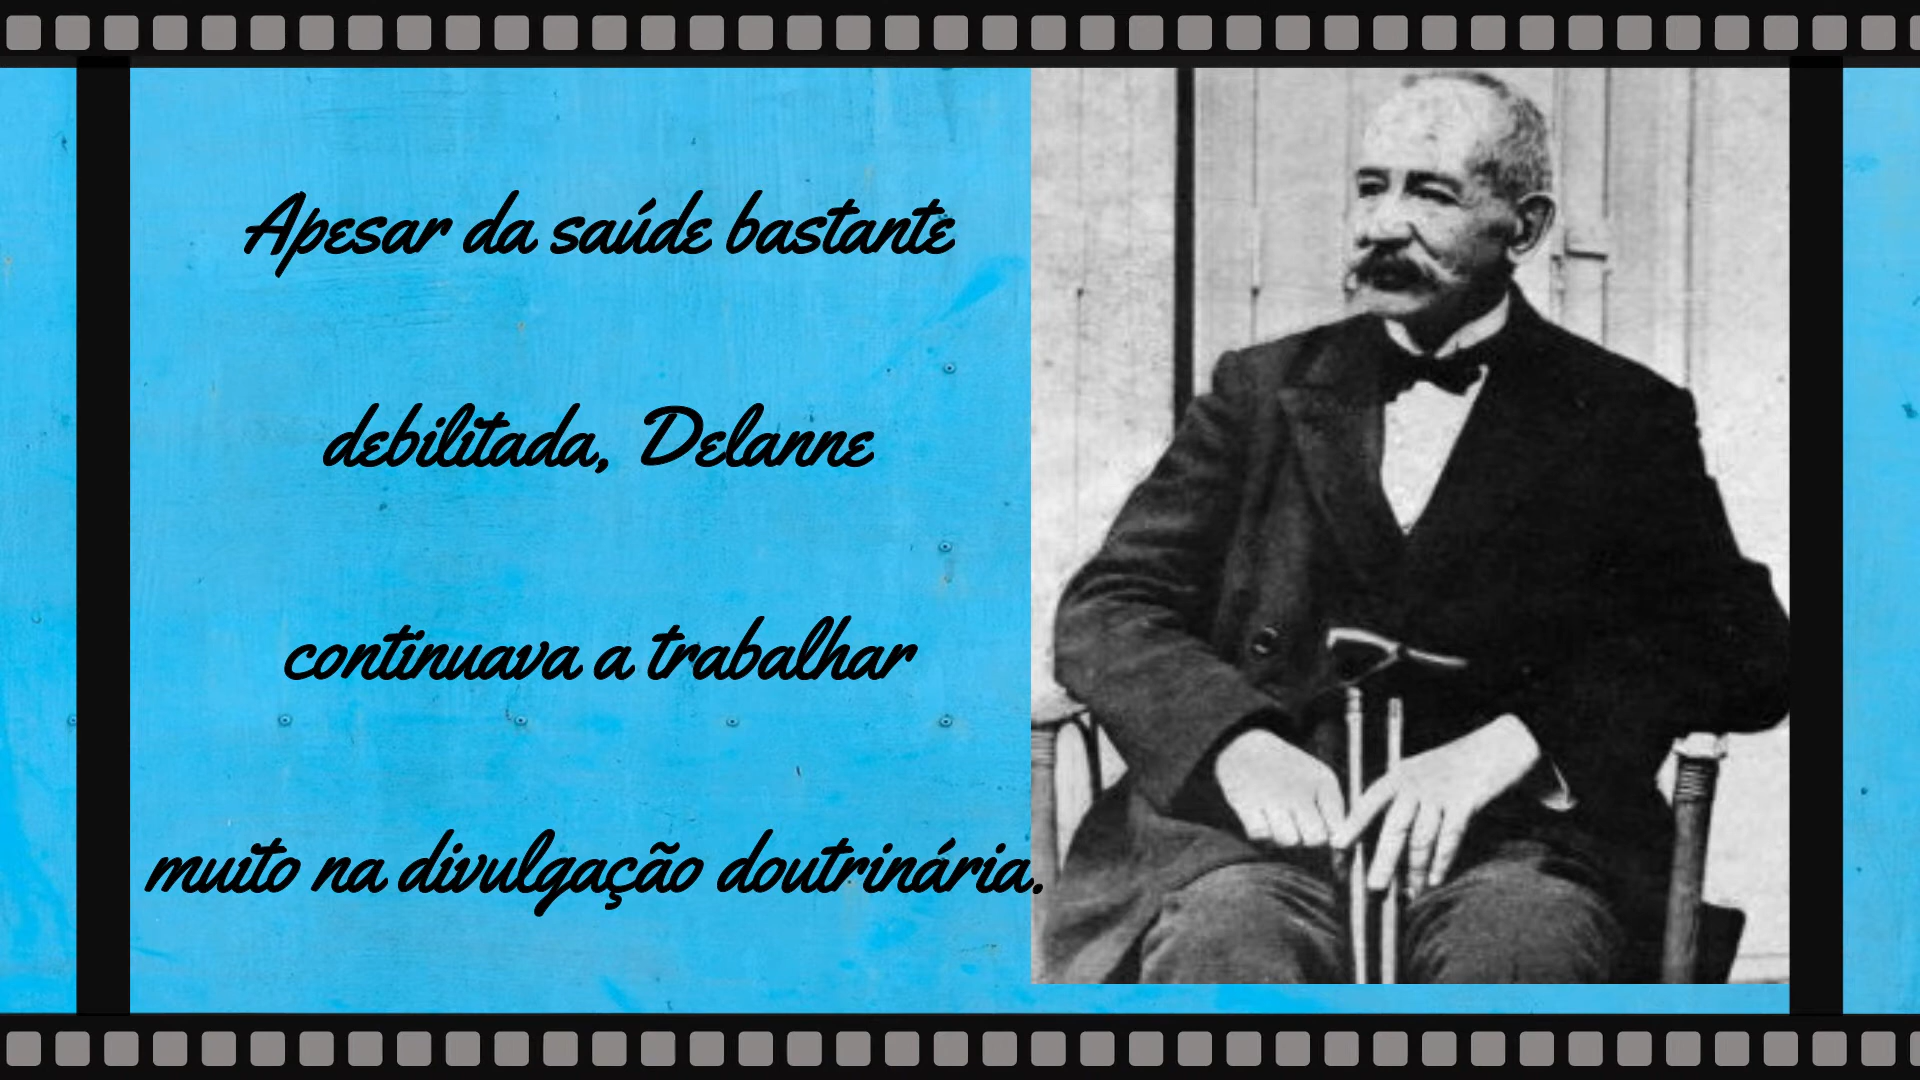 Apesar da saúde bastante
debilitada, Delanne
continuava a trabalhar
muito na divulgação doutrinária.